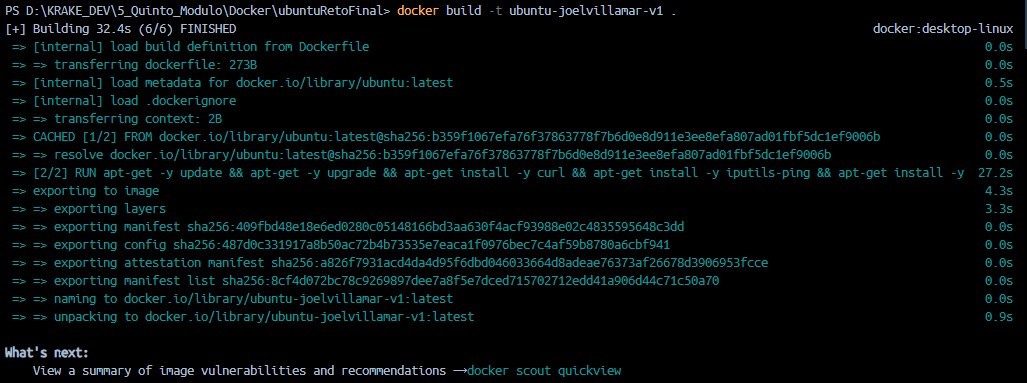 PS D:\KRAKE_DEV\5_Quinto_Modulo\Docker\ubuntuRetoFinal> docker build -t ubuntu-joelvillamar-v1 .
[+] Building 32.4s (6/6) FINISHED docker:desktop-linux
=> [internal] load build definition from Dockerfile 0.0s
=> => transferring dockerfile: 273B 0.0s
=> [internal] load metadata for docker.io/library/ubuntu:latest 0.5s
=> [internal] load .dockerignore 0.0s
=> => transferring context: 2B 0.0s
=> CACHED [1/2] FROM docker.io/library/ubuntu:latest@sha256:b359f1067efa76f37863778f7b6d0e8d911e3ee8efa807ad01fbf5dc1ef9006b 0.0s
=> => resolve docker.io/library/ubuntu:latest@sha256:b359f1067efa76f37863778f7b6d0e8d911e3ee8efa807ad01fbf5dc1ef9006b 0.0s
=> [2/2] RUN apt-get -y update && apt-get -y upgrade && apt-get install -y curl && apt-get install -y iputils-ping && apt-get install -y 27.2s
=> exporting to image 4.3s
=> => exporting layers 3.3s
=> => exporting manifest sha256:409fbd48e18e6ed0280c05148166bd3aa630f4acf93988e02c4835595648c3dd 0.0s
=> => exporting config sha256:487d0c331917a8b50ac72b4b73535e7eaca1f0976bec7c4af59b8780a6cbf941 0.0s
=> => exporting attestation manifest sha256:a826f7931acd4da4d95f6dbd046033664d8adeae76373af26678d3906953fcce 0.0s
=> => exporting manifest list sha256:8cf4d072bc78c9269897dee7a8f5e7dced715702712edd41a906d44c71c50a70 0.0s
=> => naming to docker.io/library/ubuntu-joelvillamar-v1:latest 0.0s
=> => unpacking to docker.io/library/ubuntu-joelvillamar-v1:latest 0.9s
What's next:
View a summary of image vulnerabilities and recommendations → docker scout quickview